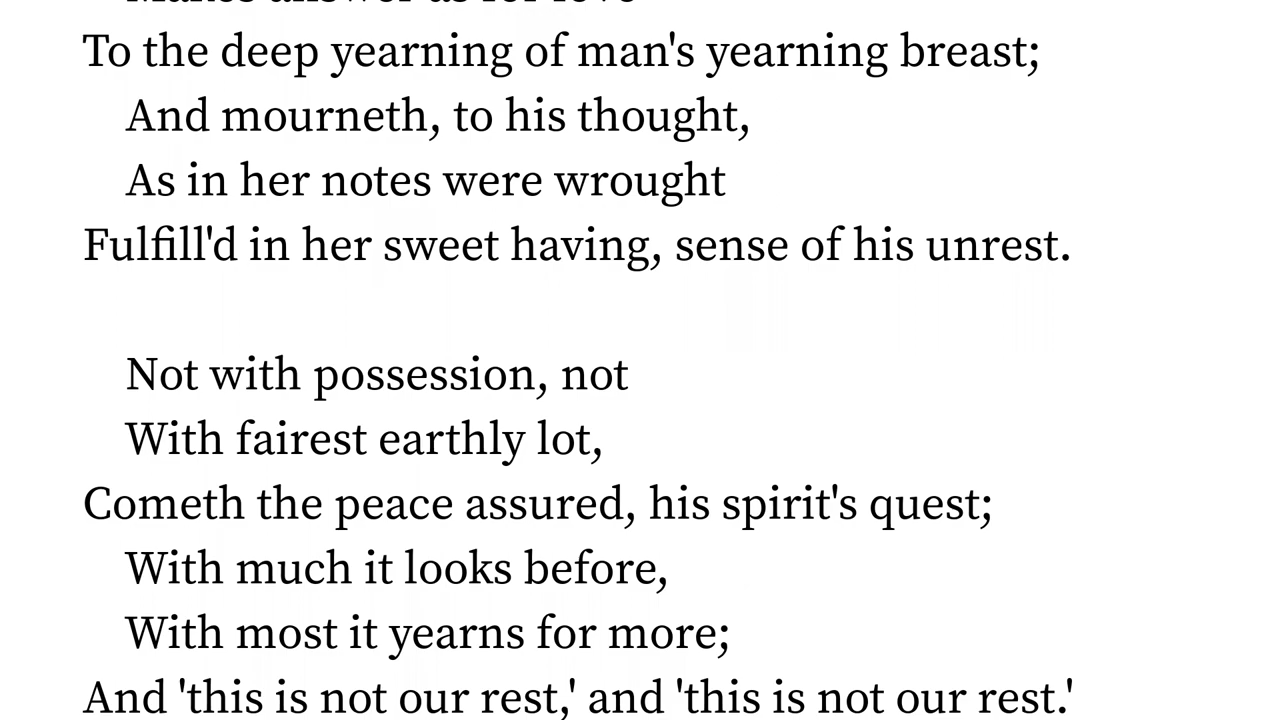 To the deep yearning of man's yearning breast;
And mourneth, to his thought,
As in her notes were wrought
Fulfill'd in her sweet having, sense of his unrest.
Not with possession, not
With fairest earthly lot,
Cometh the peace assured, his spirit's quest;
With much it looks before,
With most it yearns for more;
And 'this is not our rest,' and 'this is not our rest.'